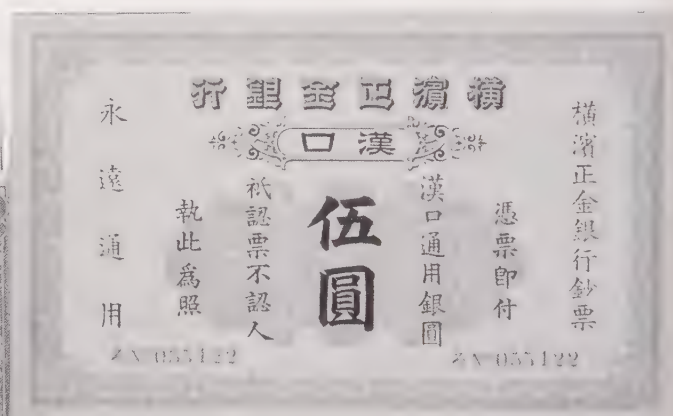 橫濱正金銀行
漢口
橫濱正金銀行鈔票
憑票即付
漢口通用銀圓
伍圓
祇認票不認人
執此為照
永遠通用
055122
055122